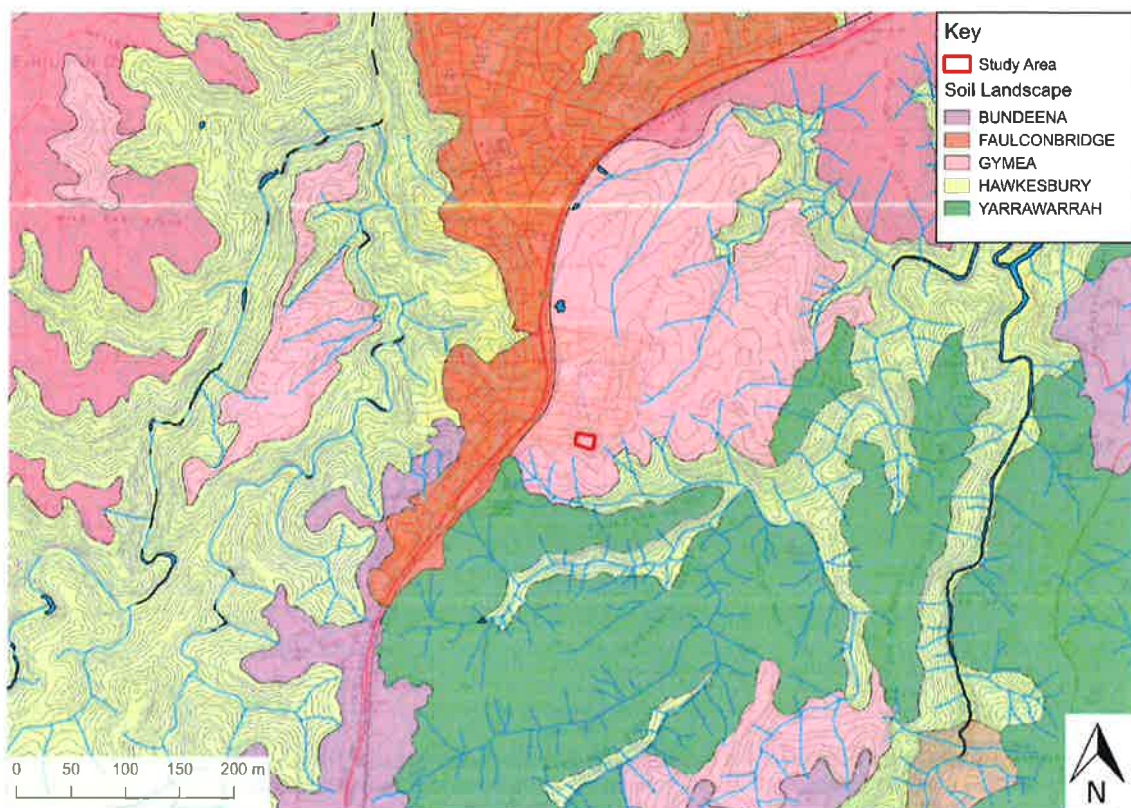 Key
Study Area
Soil Landscape
BUNDEENA
FAULCONBRIDGE
GYMEA
HAWKESBURY
YARRAWARRAH
0 50 100 150 200 m
N